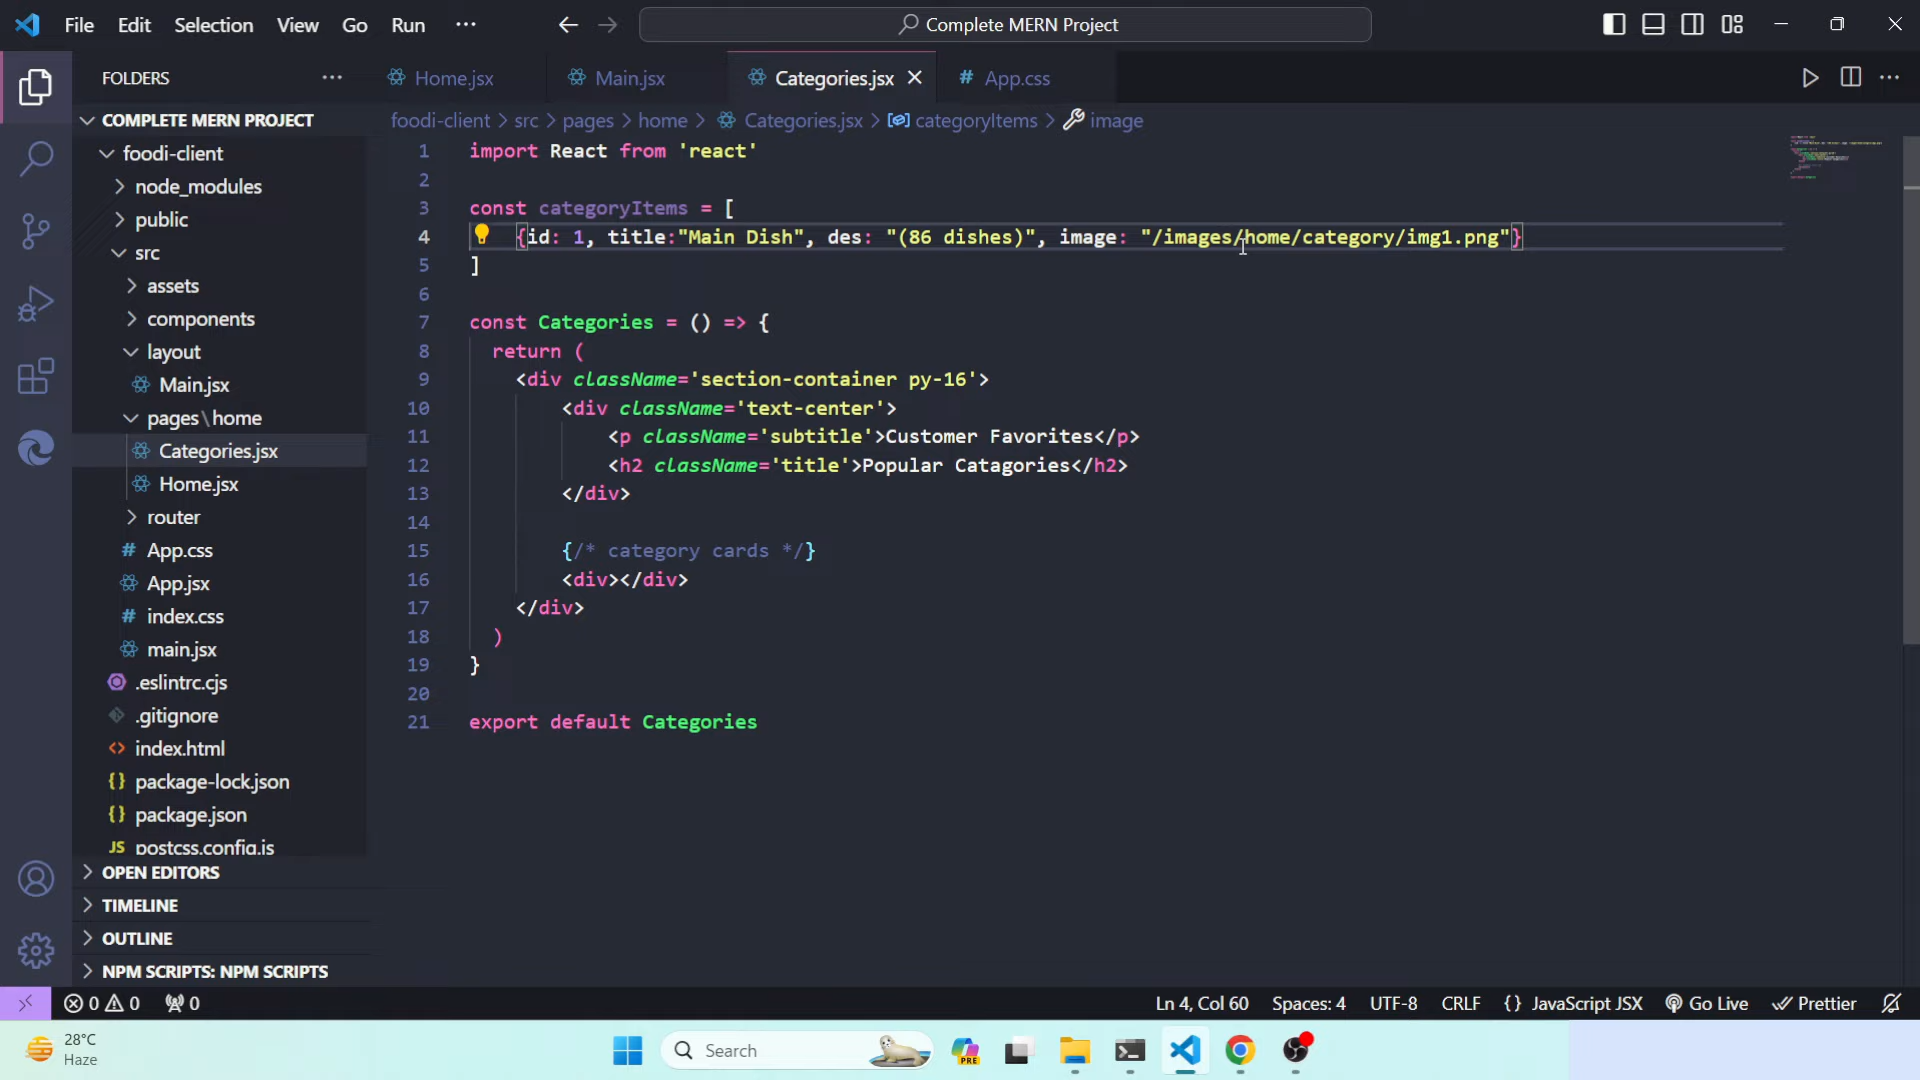 File Edit Selection View Go Run ··· Complete MERN Project
FOLDERS ···
Home.jsx Main.jsx Categories.jsx # App.css
COMPLETE MERN PROJECT
foodi-client > src > pages > home > Categories.jsx > categoryItems > image
foodi-client
node_modules
public
src
assets
components
layout
Main.jsx
pages\home
Categories.jsx
Home.jsx
router
# App.css
App.jsx
# index.css
main.jsx
.eslintrc.cjs
.gitignore
<> index.html
{} package-lock.json
{} package.json
JS postcss.config.js
OPEN EDITORS
TIMELINE
OUTLINE
NPM SCRIPTS: NPM SCRIPTS
1 import React from 'react'
2
3 const categoryItems = [
4 {id: 1, title:"Main Dish", des: "(86 dishes)", image: "/images/home/category/img1.png"}
5 ]
6
7 const Categories = () => {
8 return (
9 <div className='section-container py-16'>
10 <div className='text-center'>
11 <p className='subtitle'>Customer Favorites</p>
12 <h2 className='title'>Popular Catagories</h2>
13 </div>
14
15 {/* category cards */}
16 <div></div>
17 </div>
18 )
19 }
20
21 export default Categories
0 0 0 Ln 4, Col 60 Spaces: 4 UTF-8 CRLF {} JavaScript JSX Go Live Prettier
28°C
Haze
Search
PRE